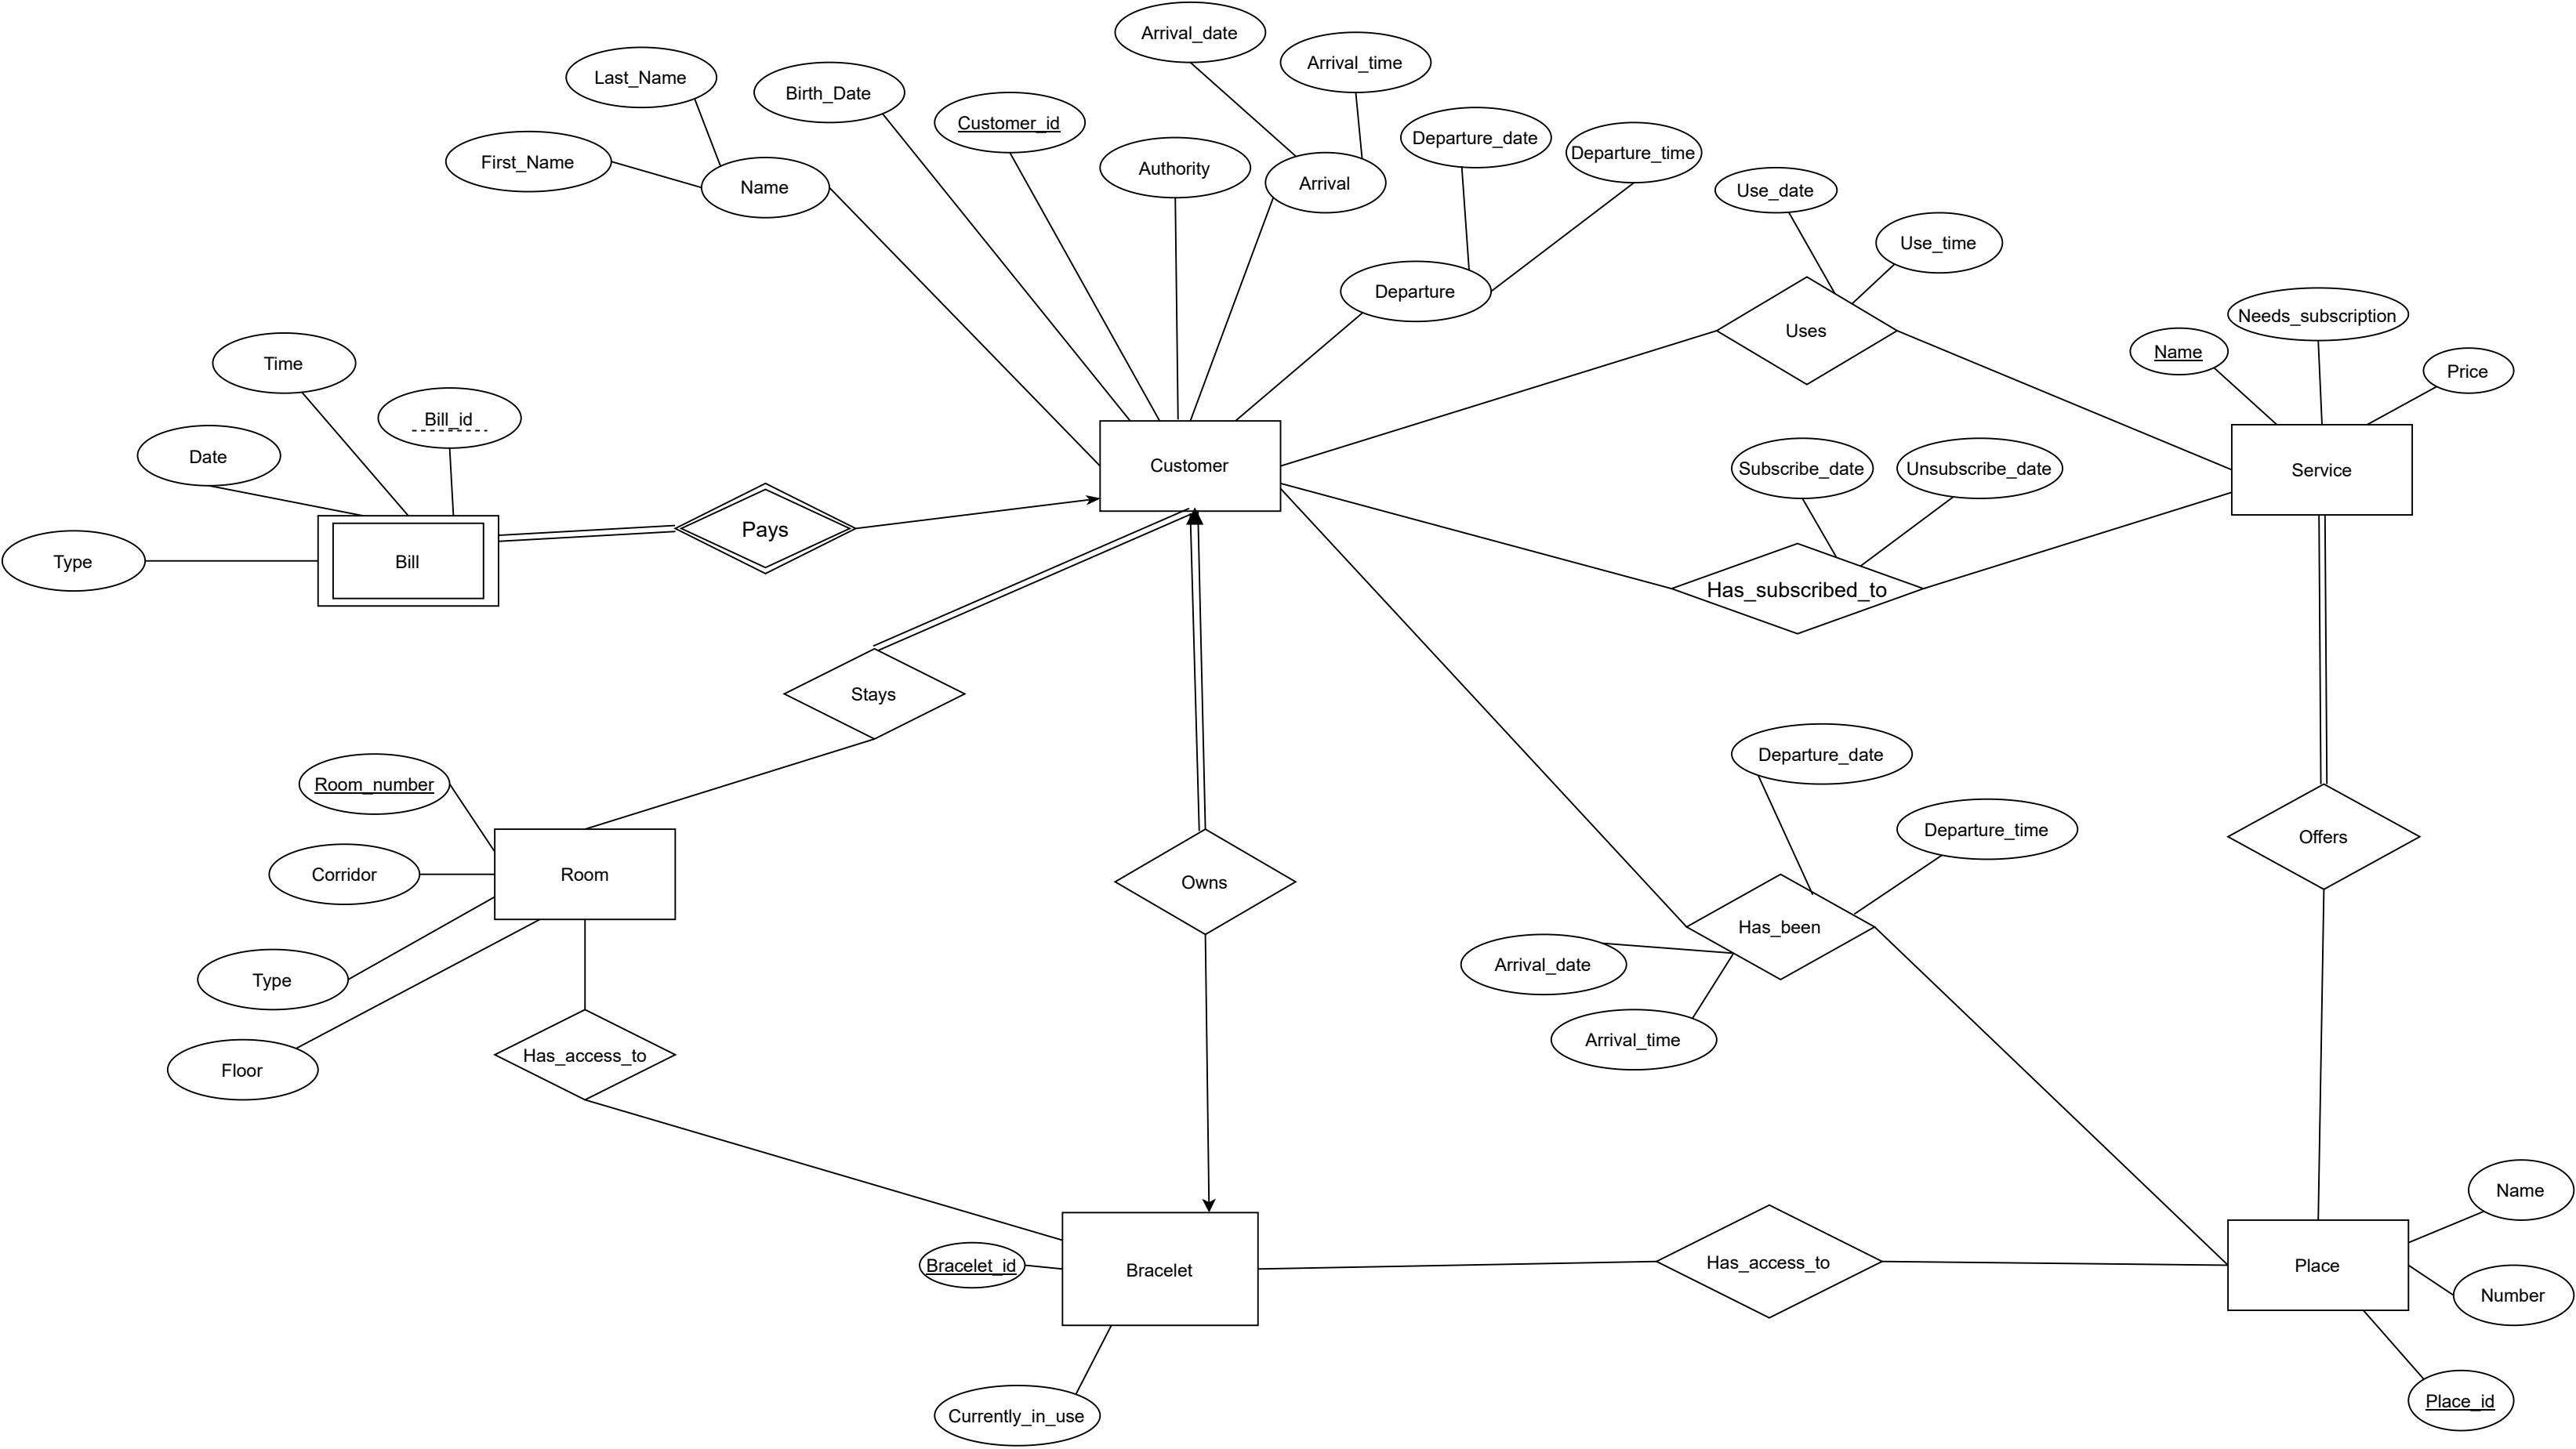 Arrival_date
Arrival_time
Last_Name
Birth_Date
Customer_id
Departure_date
Departure_time
First_Name
Name
Authority
Arrival
Use_date
Use_time
Departure
Needs_subscription
Uses
Name
Price
Time
Bill_id
Date
Customer
Subscribe_date
Unsubscribe_date
Service
Pays
Type
Bill
Has_subscribed_to
Stays
Departure_date
Room_number
Departure_time
Offers
Corridor
Room
Owns
Has_been
Arrival_date
Type
Arrival_time
Has_access_to
Floor
Name
Bracelet_id
Bracelet
Has_access_to
Place
Number
Currently_in_use
Place_id